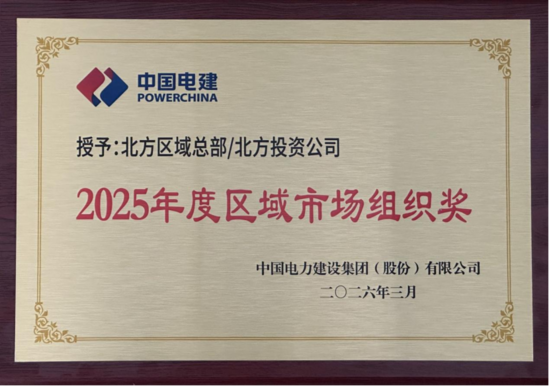 中国电建
POWERCHINA
授予:北方区域总部/北方投资公司
2025年度区域市场组织奖
中国电力建设集团(股份)有限公司
二〇二六年三月